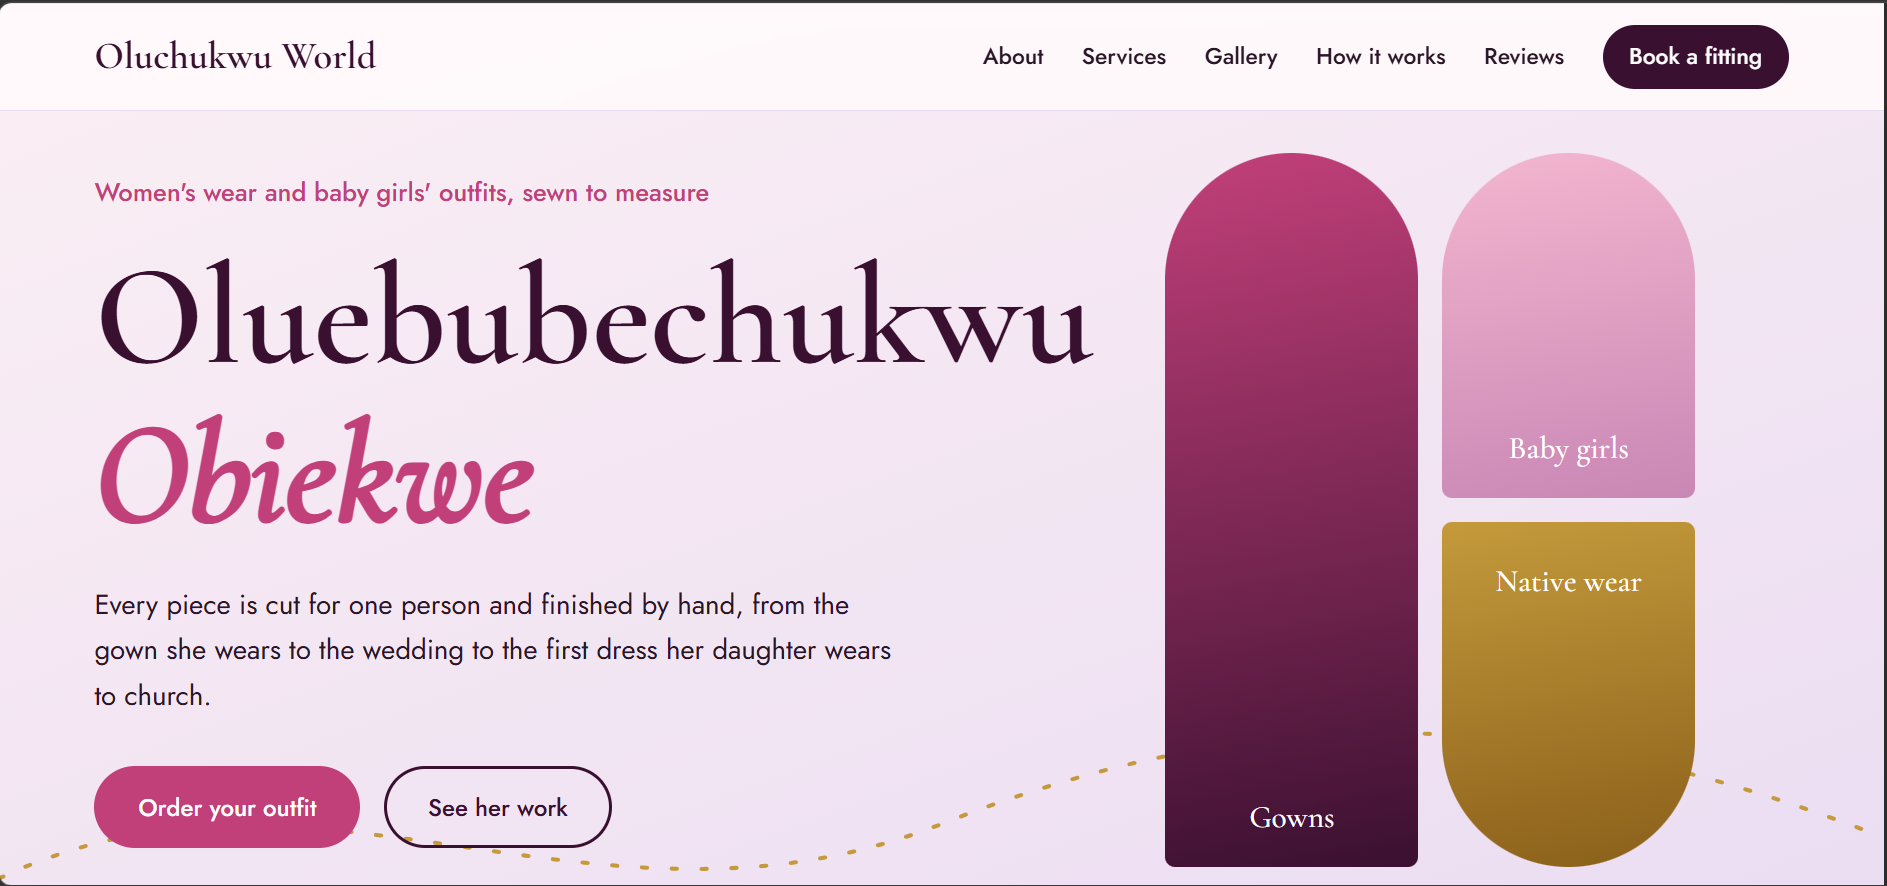 Oluchukwu World
About
Services
Gallery
How it works
Reviews
Book a fitting
Women's wear and baby girls' outfits, sewn to measure
Oluebubechukwu
Obiekwe
Every piece is cut for one person and finished by hand, from the
gown she wears to the wedding to the first dress her daughter wears
to church.
Order your outfit
See her work
Gowns
Baby girls
Native wear